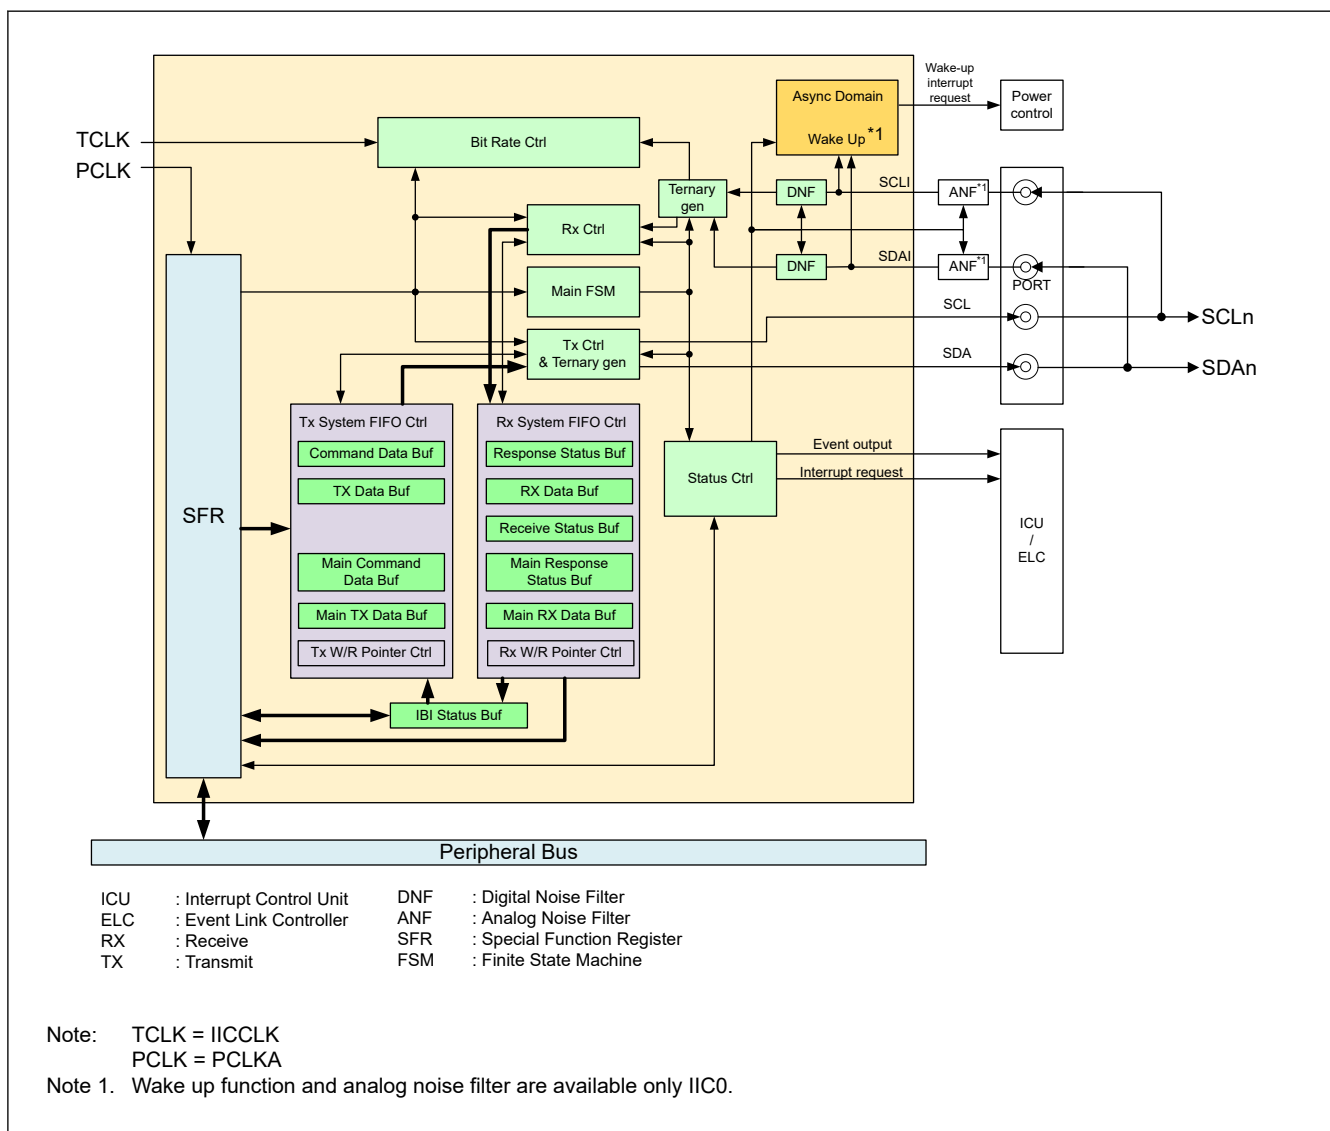 Async Domain
Wake Up*1
Wake-up
interrupt
request
Power
control
TCLK
PCLK
Bit Rate Ctrl
Ternary
gen
DNF
SCLI
ANF*1
Rx Ctrl
DNF
SDAI
ANF*1
PORT
Main FSM
SCL
SCLn
Tx Ctrl
& Ternary gen
SDA
SDAn
Tx System FIFO Ctrl
Command Data Buf
TX Data Buf
Main Command
Data Buf
Main TX Data Buf
Tx W/R Pointer Ctrl
Rx System FIFO Ctrl
Response Status Buf
RX Data Buf
Receive Status Buf
Main Response
Status Buf
Main RX Data Buf
Rx W/R Pointer Ctrl
Status Ctrl
Event output
Interrupt request
ICU
/
ELC
SFR
IBI Status Buf
Peripheral Bus
ICU : Interrupt Control Unit
ELC : Event Link Controller
RX : Receive
TX : Transmit
DNF : Digital Noise Filter
ANF : Analog Noise Filter
SFR : Special Function Register
FSM : Finite State Machine
Note: TCLK = IICCLK
PCLK = PCLKA
Note 1. Wake up function and analog noise filter are available only IIC0.